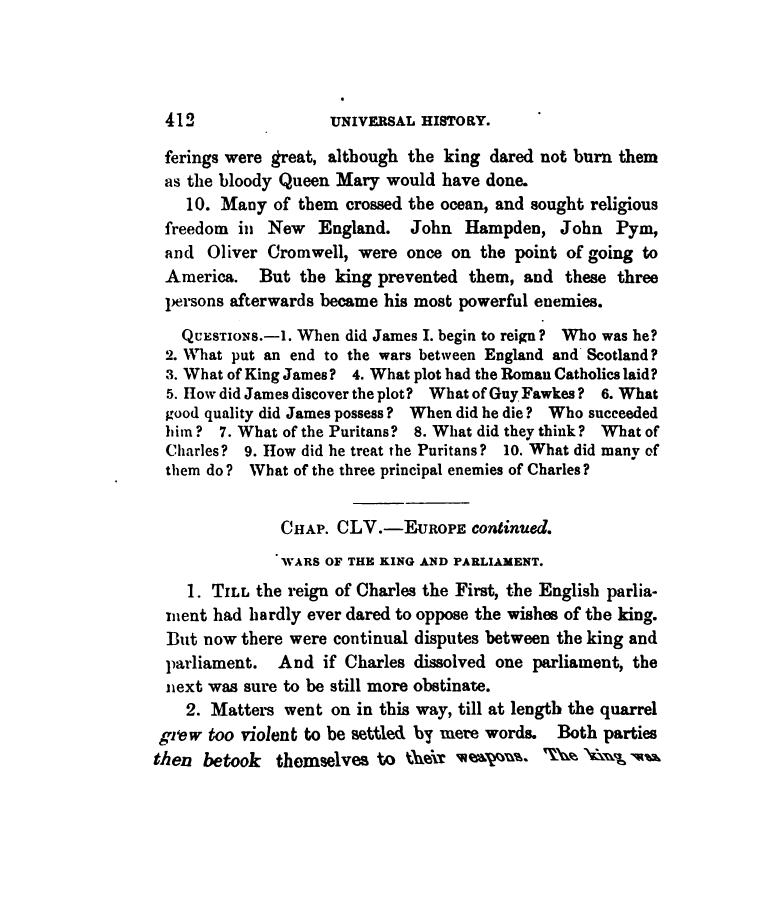 412 UNIVERSAL HISTORY.
ferings were great, although the king dared not burn them
as the bloody Queen Mary would have done.
10. Many of them crossed the ocean, and sought religious
freedom in New England. John Hampden, John Pym,
and Oliver Cromwell, were once on the point of going to
America. But the king prevented them, and these three
persons afterwards became his most powerful enemies.
QUESTIONS.—1. When did James I. begin to reign? Who was he?
2. What put an end to the wars between England and Scotland?
3. What of King James? 4. What plot had the Roman Catholics laid?
5. How did James discover the plot? What of Guy Fawkes? 6. What
good quality did James possess? When did he die? Who succeeded
him? 7. What of the Puritans? 8. What did they think? What of
Charles? 9. How did he treat the Puritans? 10. What did many of
them do? What of the three principal enemies of Charles?
CHAP. CLV.—EUROPE continued.
WARS OF THE KING AND PARLIAMENT.
1. TILL the reign of Charles the First, the English parlia-
ment had hardly ever dared to oppose the wishes of the king.
But now there were continual disputes between the king and
parliament. And if Charles dissolved one parliament, the
next was sure to be still more obstinate.
2. Matters went on in this way, till at length the quarrel
grew too violent to be settled by mere words. Both parties
then betook themselves to their weapons. The king was